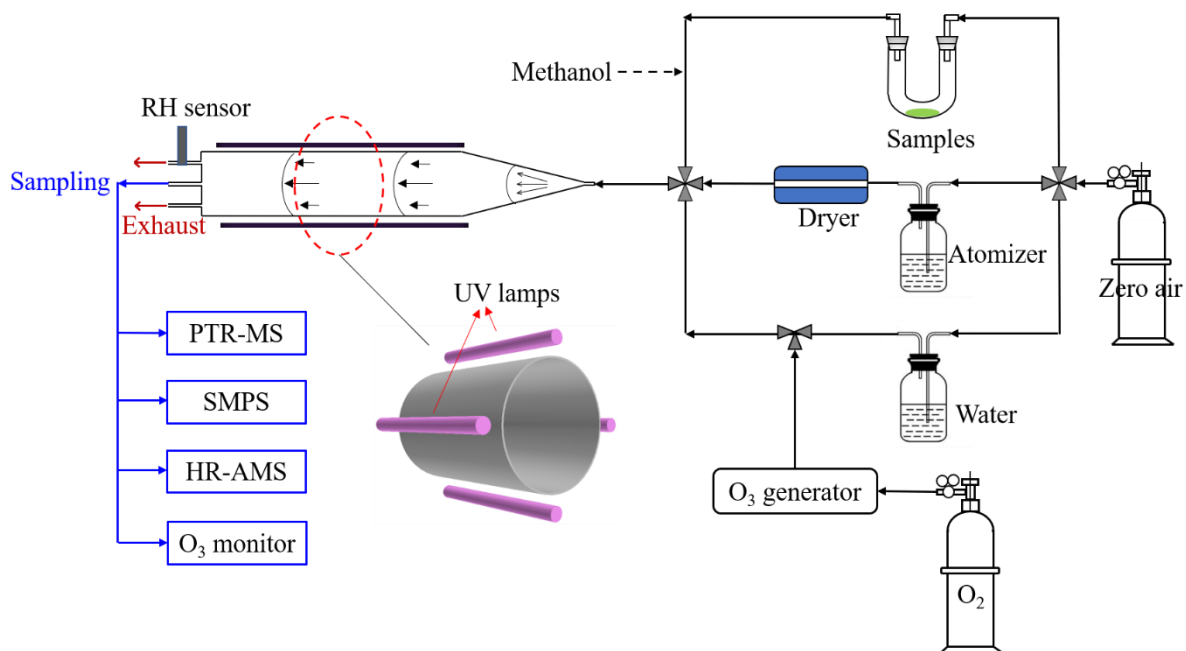 Methanol
Samples
RH sensor
Sampling
Exhaust
Dryer
Atomizer
Zero air
UV lamps
PTR-MS
SMPS
HR-AMS
O₃ monitor
Water
O₃ generator
O₂